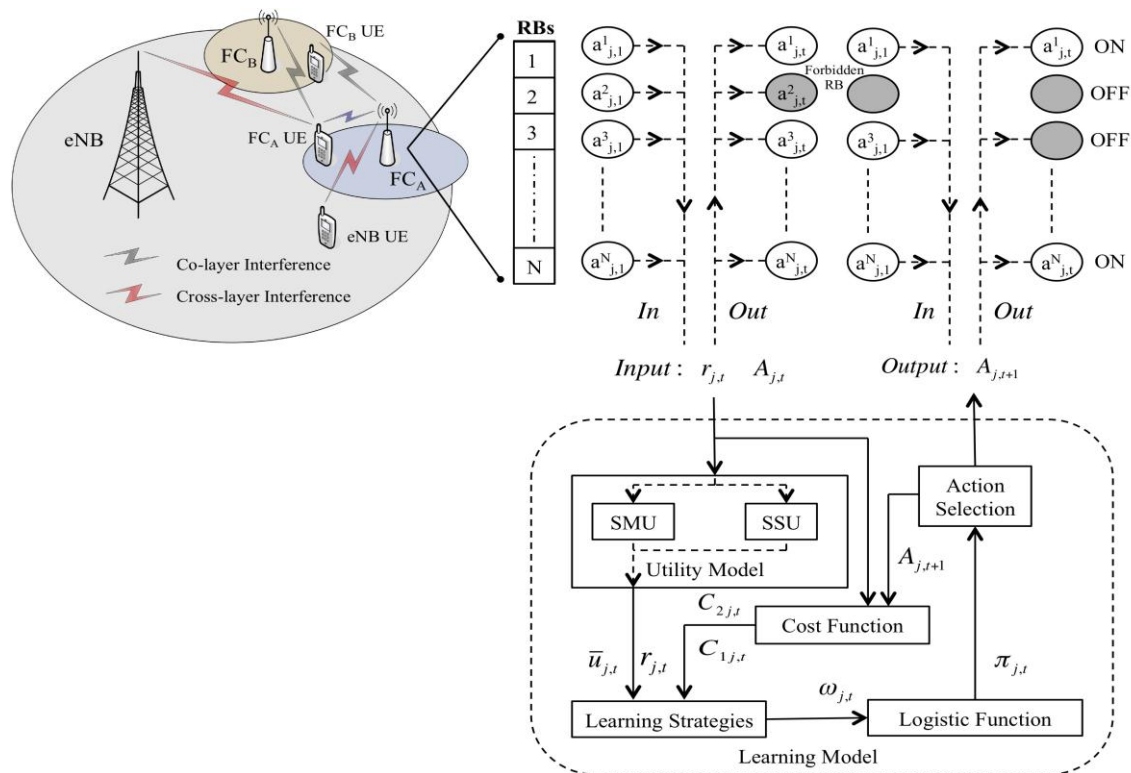 FC_B UE
FC_B
eNB
FC_A UE
FC_A
eNB UE
Co-layer Interference
Cross-layer Interference
RBs
1
2
3
N
a^1_{j,1}
a^1_{j,t}
a^1_{j,1}
a^1_{j,t}
ON
Forbidden
RB
a^2_{j,1}
a^2_{j,t}
OFF
a^3_{j,1}
a^3_{j,t}
a^3_{j,1}
OFF
a^N_{j,1}
a^N_{j,t}
a^N_{j,1}
a^N_{j,t}
ON
In
Out
In
Out
Input : r_{j,t} A_{j,t}
Output : A_{j,t+1}
Action
Selection
SMU
SSU
Utility Model
A_{j,t+1}
C_{2j,t}
Cost Function
C_{1j,t}
ū_{j,t}
r_{j,t}
π_{j,t}
ω_{j,t}
Learning Strategies
Logistic Function
Learning Model